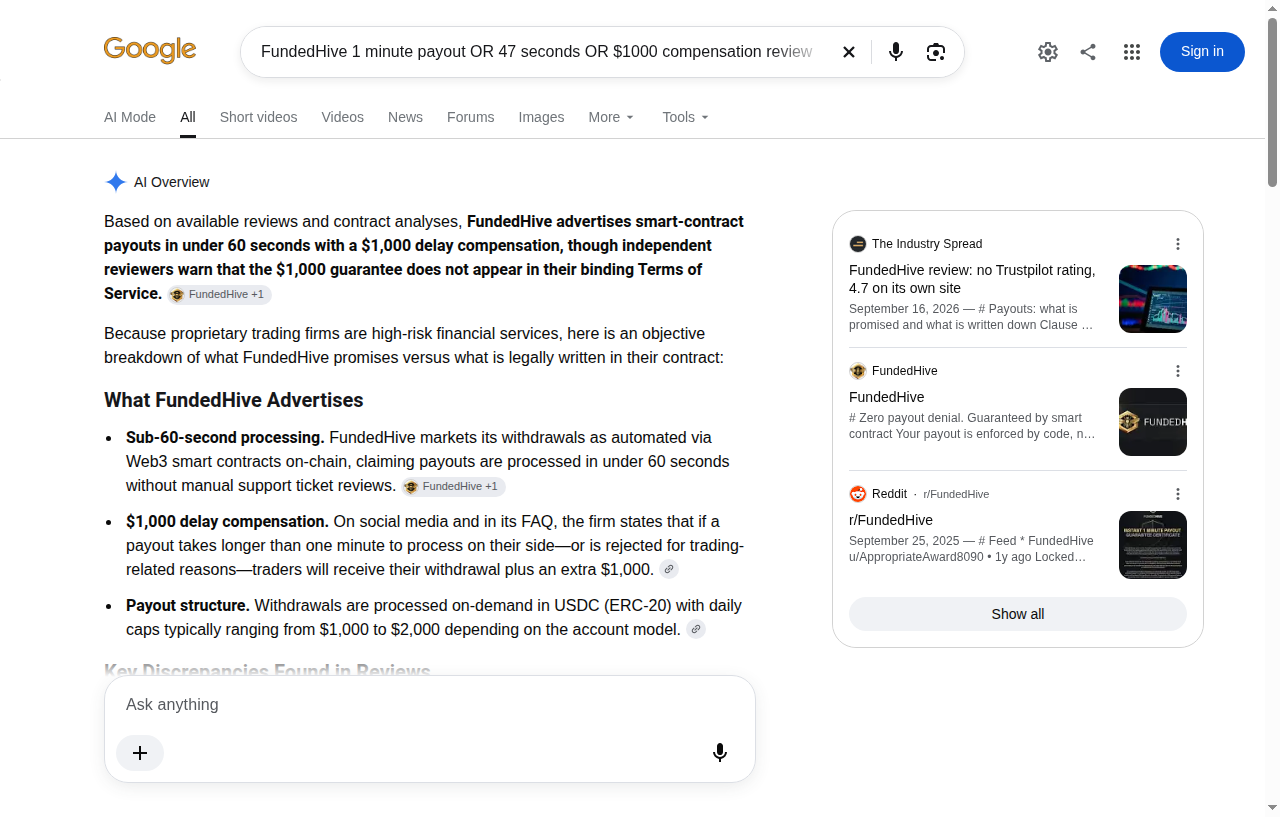 Google
FundedHive 1 minute payout OR 47 seconds OR $1000 compensation review
Sign in
AI Mode
All
Short videos
Videos
News
Forums
Images
More
Tools
AI Overview
Based on available reviews and contract analyses, FundedHive advertises smart-contract
payouts in under 60 seconds with a $1,000 delay compensation, though independent
reviewers warn that the $1,000 guarantee does not appear in their binding Terms of
Service. FundedHive +1
Because proprietary trading firms are high-risk financial services, here is an objective
breakdown of what FundedHive promises versus what is legally written in their contract:
What FundedHive Advertises
• Sub-60-second processing. FundedHive markets its withdrawals as automated via
Web3 smart contracts on-chain, claiming payouts are processed in under 60 seconds
without manual support ticket reviews. FundedHive +1
• $1,000 delay compensation. On social media and in its FAQ, the firm states that if a
payout takes longer than one minute to process on their side—or is rejected for trading-
related reasons—traders will receive their withdrawal plus an extra $1,000.
• Payout structure. Withdrawals are processed on-demand in USDC (ERC-20) with daily
caps typically ranging from $1,000 to $2,000 depending on the account model.
Key Discrepancies Found in Reviews
Ask anything
The Industry Spread
FundedHive review: no Trustpilot rating,
4.7 on its own site
September 16, 2026 — # Payouts: what is
promised and what is written down Clause ...
FundedHive
FundedHive
# Zero payout denial. Guaranteed by smart
contract Your payout is enforced by code, n...
FUNDEDH
Reddit · r/FundedHive
r/FundedHive
September 25, 2025 — # Feed * FundedHive
u/AppropriateAward8090 • 1y ago Locked...
INSTANT 1 MINUTE PAYOUT
GUARANTEE CERTIFICATE
Show all